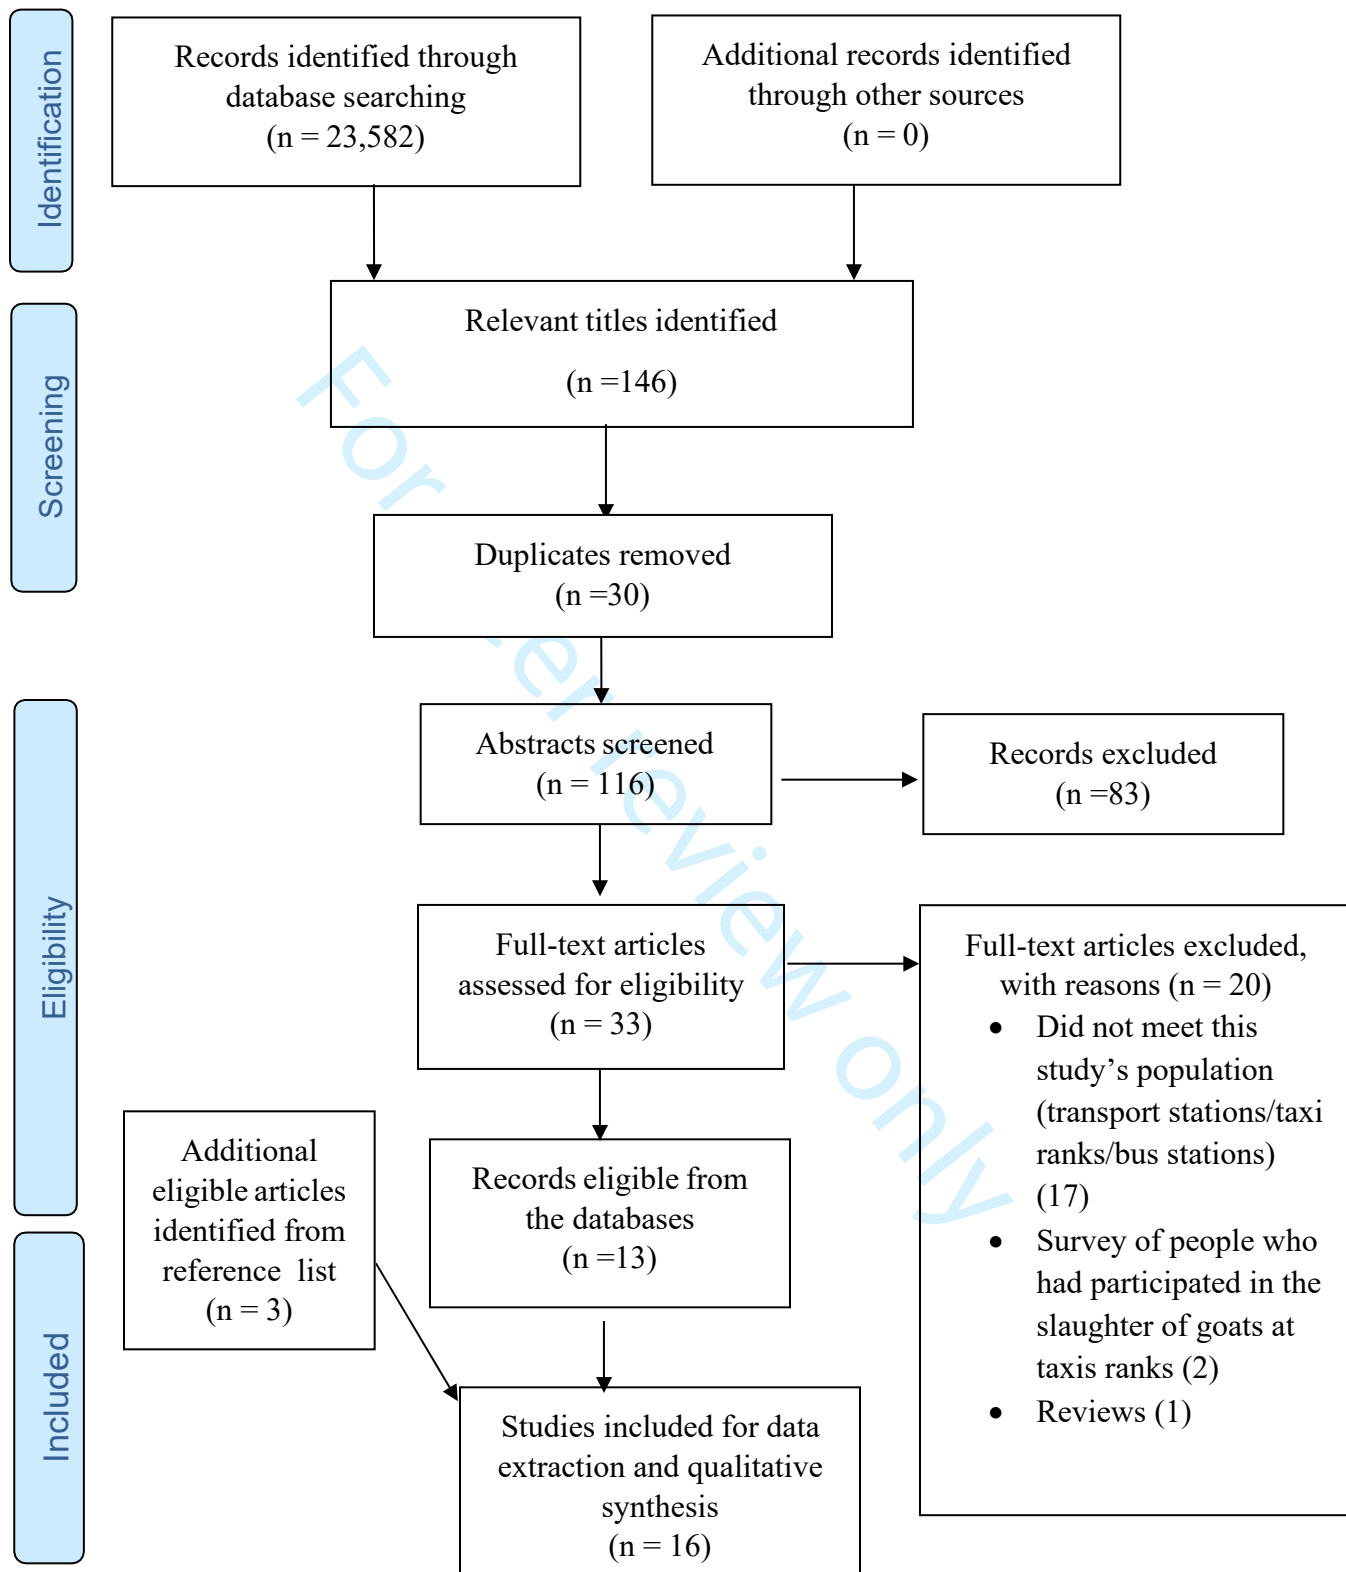 Identification
Records identified through
database searching
(n = 23,582)
Additional records identified
through other sources
(n = 0)
Screening
Relevant titles identified
(n =146)
Duplicates removed
(n =30)
Eligibility
Abstracts screened
(n = 116)
Records excluded
(n =83)
Full-text articles
assessed for eligibility
(n = 33)
Full-text articles excluded,
with reasons (n = 20)
• Did not meet this
study’s population
(transport stations/taxi
ranks/bus stations)
(17)
• Survey of people who
had participated in the
slaughter of goats at
taxis ranks (2)
• Reviews (1)
Additional
eligible articles
identified from
reference list
(n = 3)
Records eligible from
the databases
(n =13)
Included
Studies included for data
extraction and qualitative
synthesis
(n = 16)
For review only